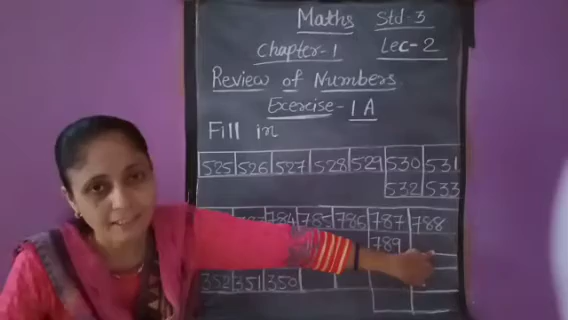 Maths Std-3
Chapter-1 Lec-2
Review of Numbers
Exercise-1A
Fill in
525 526 527 528 529 530 531
532 533
784 785 786 787 788
789
352 351 350